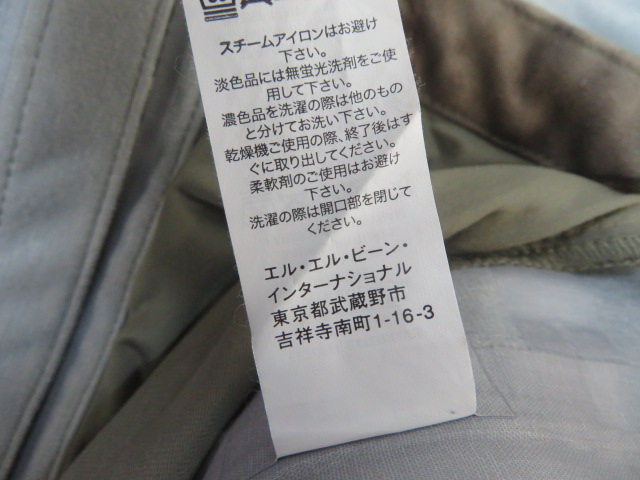 スチームアイロンはお避け
下さい。
淡色品には無蛍光洗剤をご使
用して下さい。
濃色品を洗濯の際は他のもの
と分けてお洗い下さい。
乾燥機ご使用の際、終了後はす
ぐに取り出してください。
柔軟剤のご使用はお避け
下さい。
洗濯の際は開口部を閉じて
ください。
エル・エル・ビーン・
インターナショナル
東京都武蔵野市
吉祥寺南町1-16-3